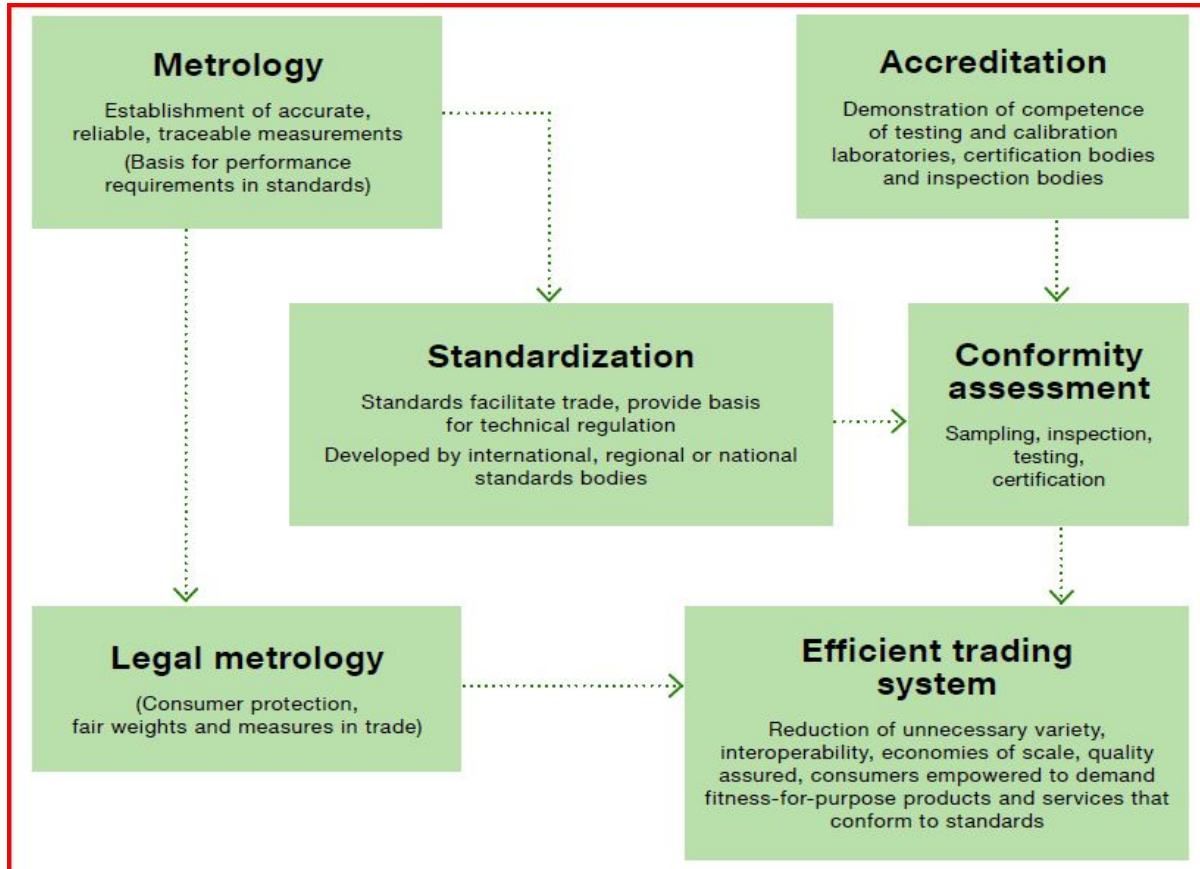 Metrology
Establishment of accurate,
reliable, traceable measurements
(Basis for performance
requirements in standards)
Accreditation
Demonstration of competence
of testing and calibration
laboratories, certification bodies
and inspection bodies
Standardization
Standards facilitate trade, provide basis
for technical regulation
Developed by international, regional or national
standards bodies
Conformity
assessment
Sampling, inspection,
testing,
certification
Legal metrology
(Consumer protection,
fair weights and measures in trade)
Efficient trading
system
Reduction of unnecessary variety,
interoperability, economies of scale, quality
assured, consumers empowered to demand
fitness-for-purpose products and services that
conform to standards